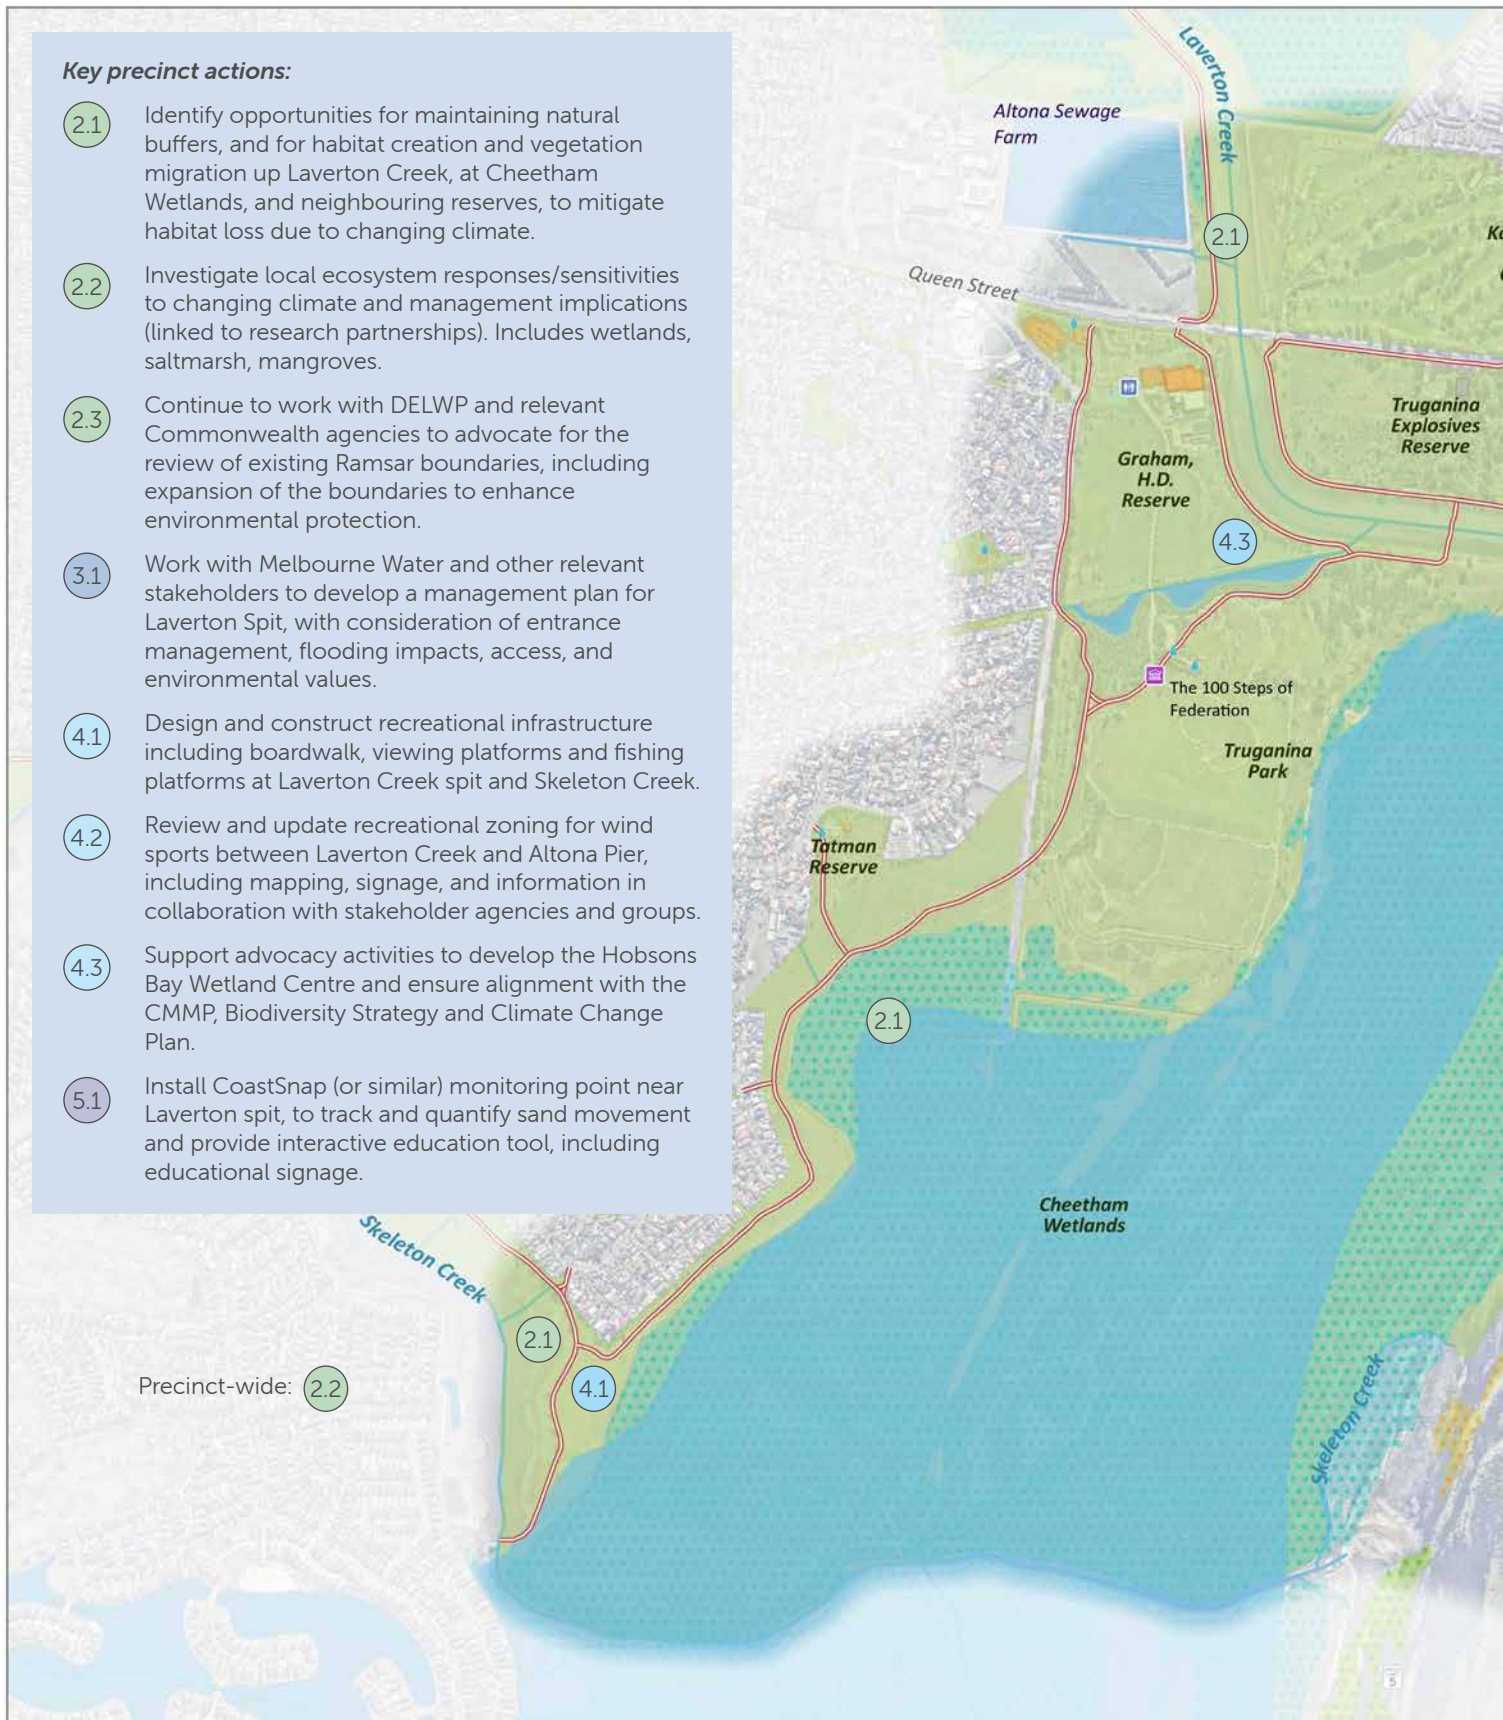 Key precinct actions:
2.1
Identify opportunities for maintaining natural
buffers, and for habitat creation and vegetation
migration up Laverton Creek, at Cheetham
Wetlands, and neighbouring reserves, to mitigate
habitat loss due to changing climate.
2.2
Investigate local ecosystem responses/sensitivities
to changing climate and management implications
(linked to research partnerships). Includes wetlands,
saltmarsh, mangroves.
2.3
Continue to work with DELWP and relevant
Commonwealth agencies to advocate for the
review of existing Ramsar boundaries, including
expansion of the boundaries to enhance
environmental protection.
3.1
Work with Melbourne Water and other relevant
stakeholders to develop a management plan for
Laverton Spit, with consideration of entrance
management, flooding impacts, access, and
environmental values.
4.1
Design and construct recreational infrastructure
including boardwalk, viewing platforms and fishing
platforms at Laverton Creek spit and Skeleton Creek.
4.2
Review and update recreational zoning for wind
sports between Laverton Creek and Altona Pier,
including mapping, signage, and information in
collaboration with stakeholder agencies and groups.
4.3
Support advocacy activities to develop the Hobsons
Bay Wetland Centre and ensure alignment with the
CMMP, Biodiversity Strategy and Climate Change
Plan.
5.1
Install CoastSnap (or similar) monitoring point near
Laverton spit, to track and quantify sand movement
and provide interactive education tool, including
educational signage.
Laverton Creek
Altona Sewage
Farm
2.1
Queen Street
Truganina
Explosives
Reserve
Graham,
H.D.
Reserve
4.3
The 100 Steps of
Federation
Truganina
Park
Tatman
Reserve
2.1
Cheetham
Wetlands
Skeleton Creek
2.1
4.1
Precinct-wide: 2.2
Skeleton Creek
5